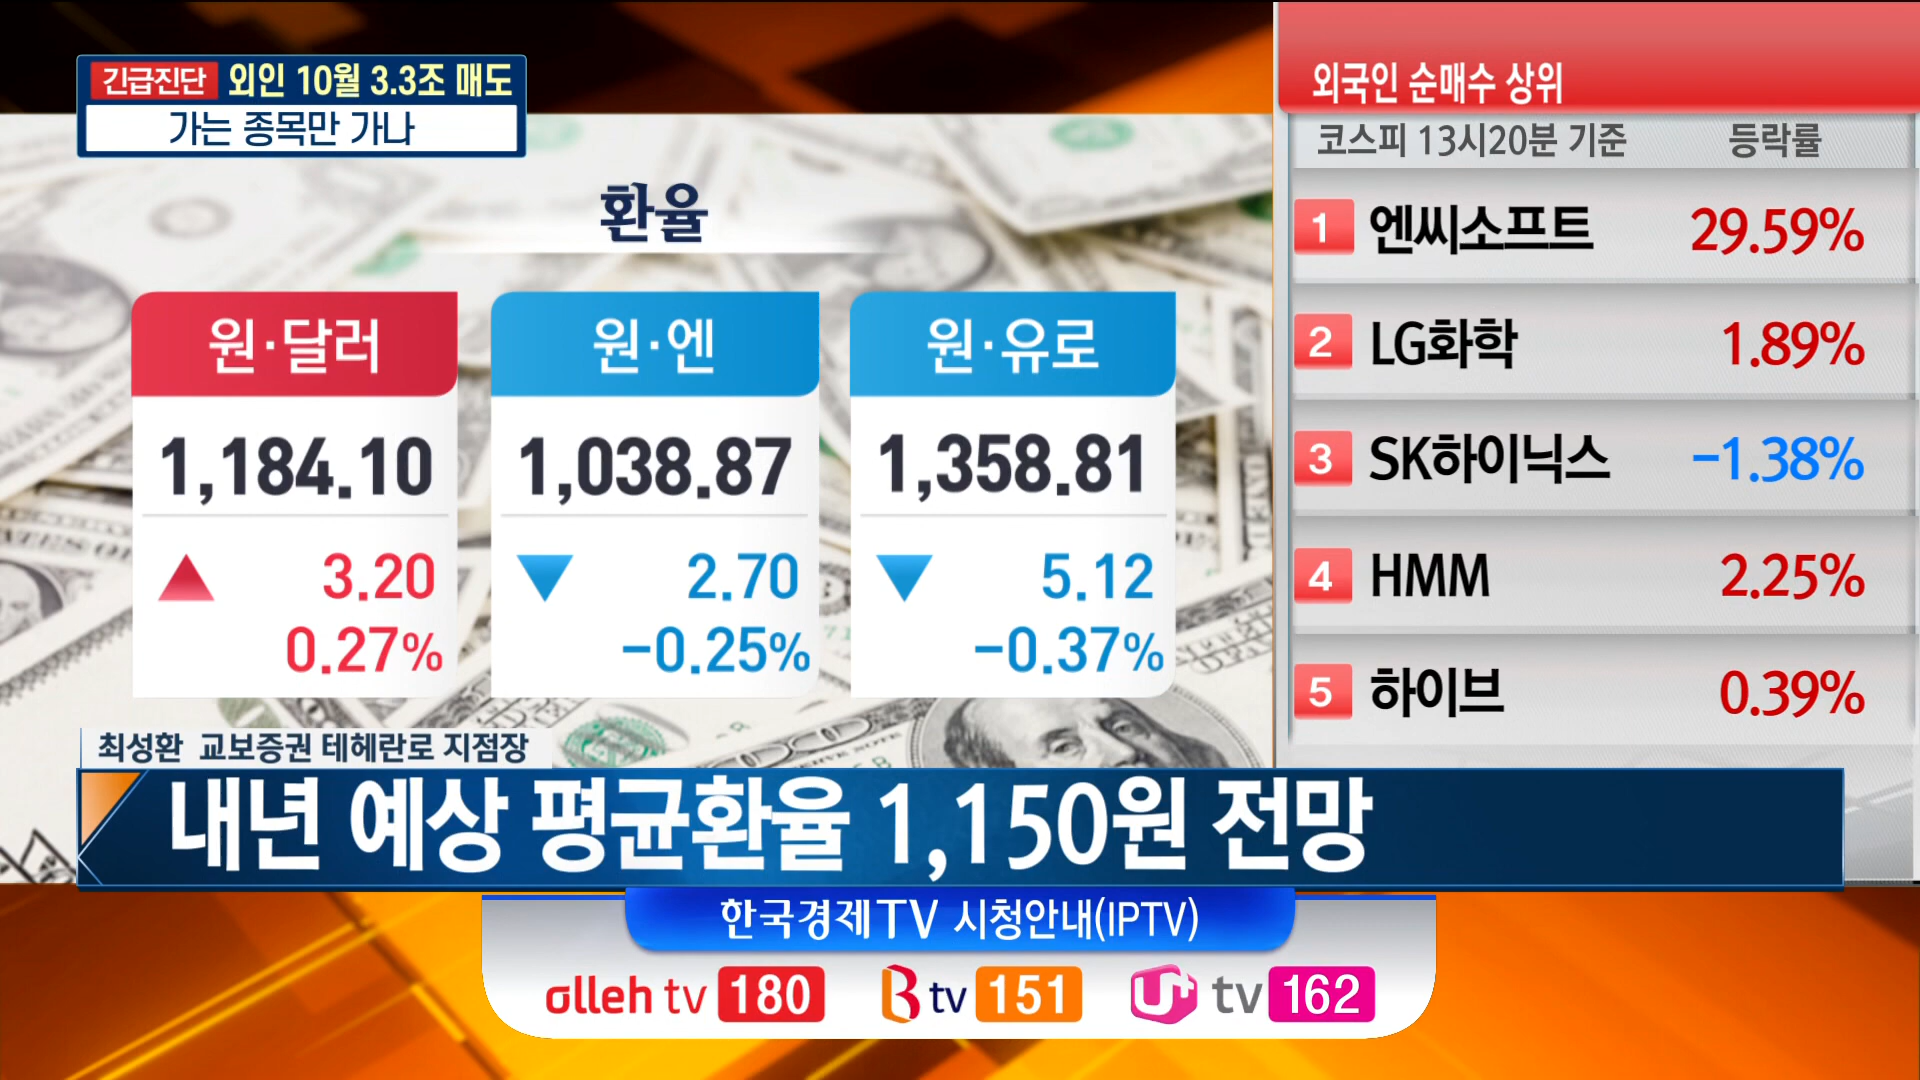 긴급진단 외인 10월 3.3조 매도
가는 종목만 가나
환율
원·달러
1,184.10
▲ 3.20
0.27%
원·엔
1,038.87
▼ 2.70
-0.25%
원·유로
1,358.81
▼ 5.12
-0.37%
외국인 순매수 상위
코스피 13시20분 기준 등락률
1 엔씨소프트 29.59%
2 LG화학 1.89%
3 SK하이닉스 -1.38%
4 HMM 2.25%
5 하이브 0.39%
최성환 교보증권 테헤란로 지점장
내년 예상 평균환율 1,150원 전망
한국경제TV 시청안내(IPTV)
olleh tv 180 B tv 151 U+ tv 162